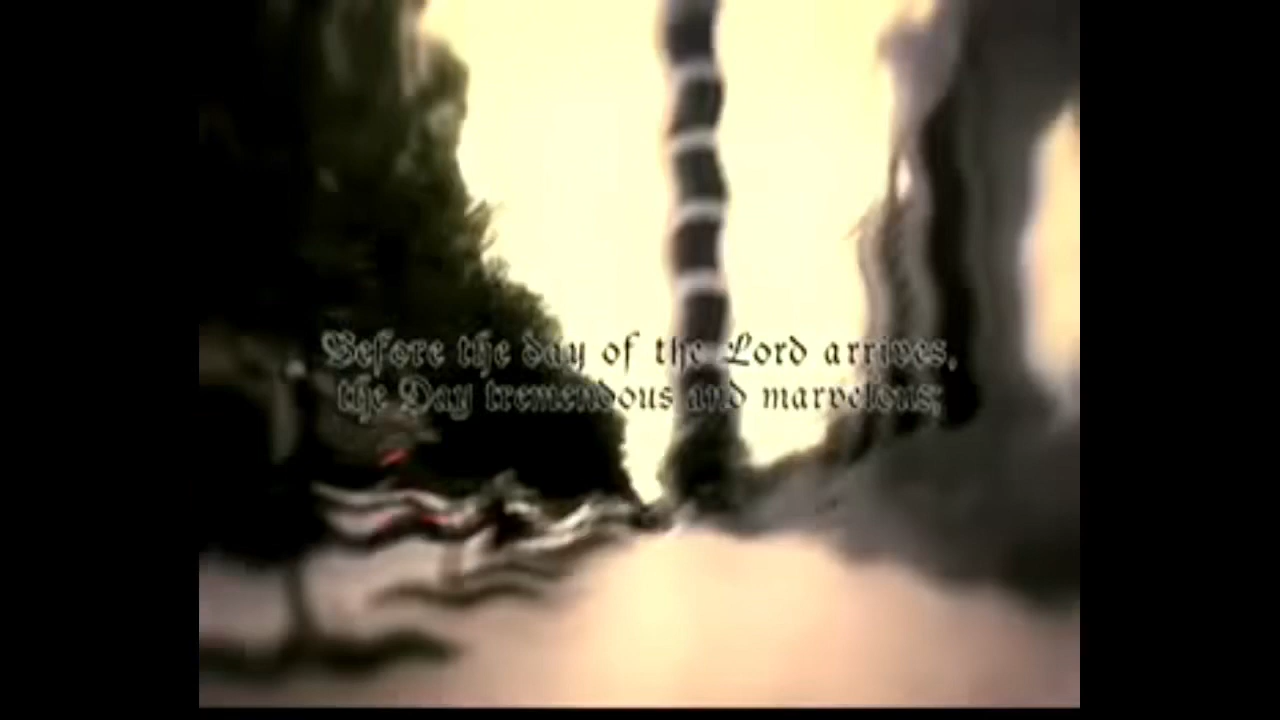 Before the day of the Lord arrives,
the Day tremendous and marvelous;